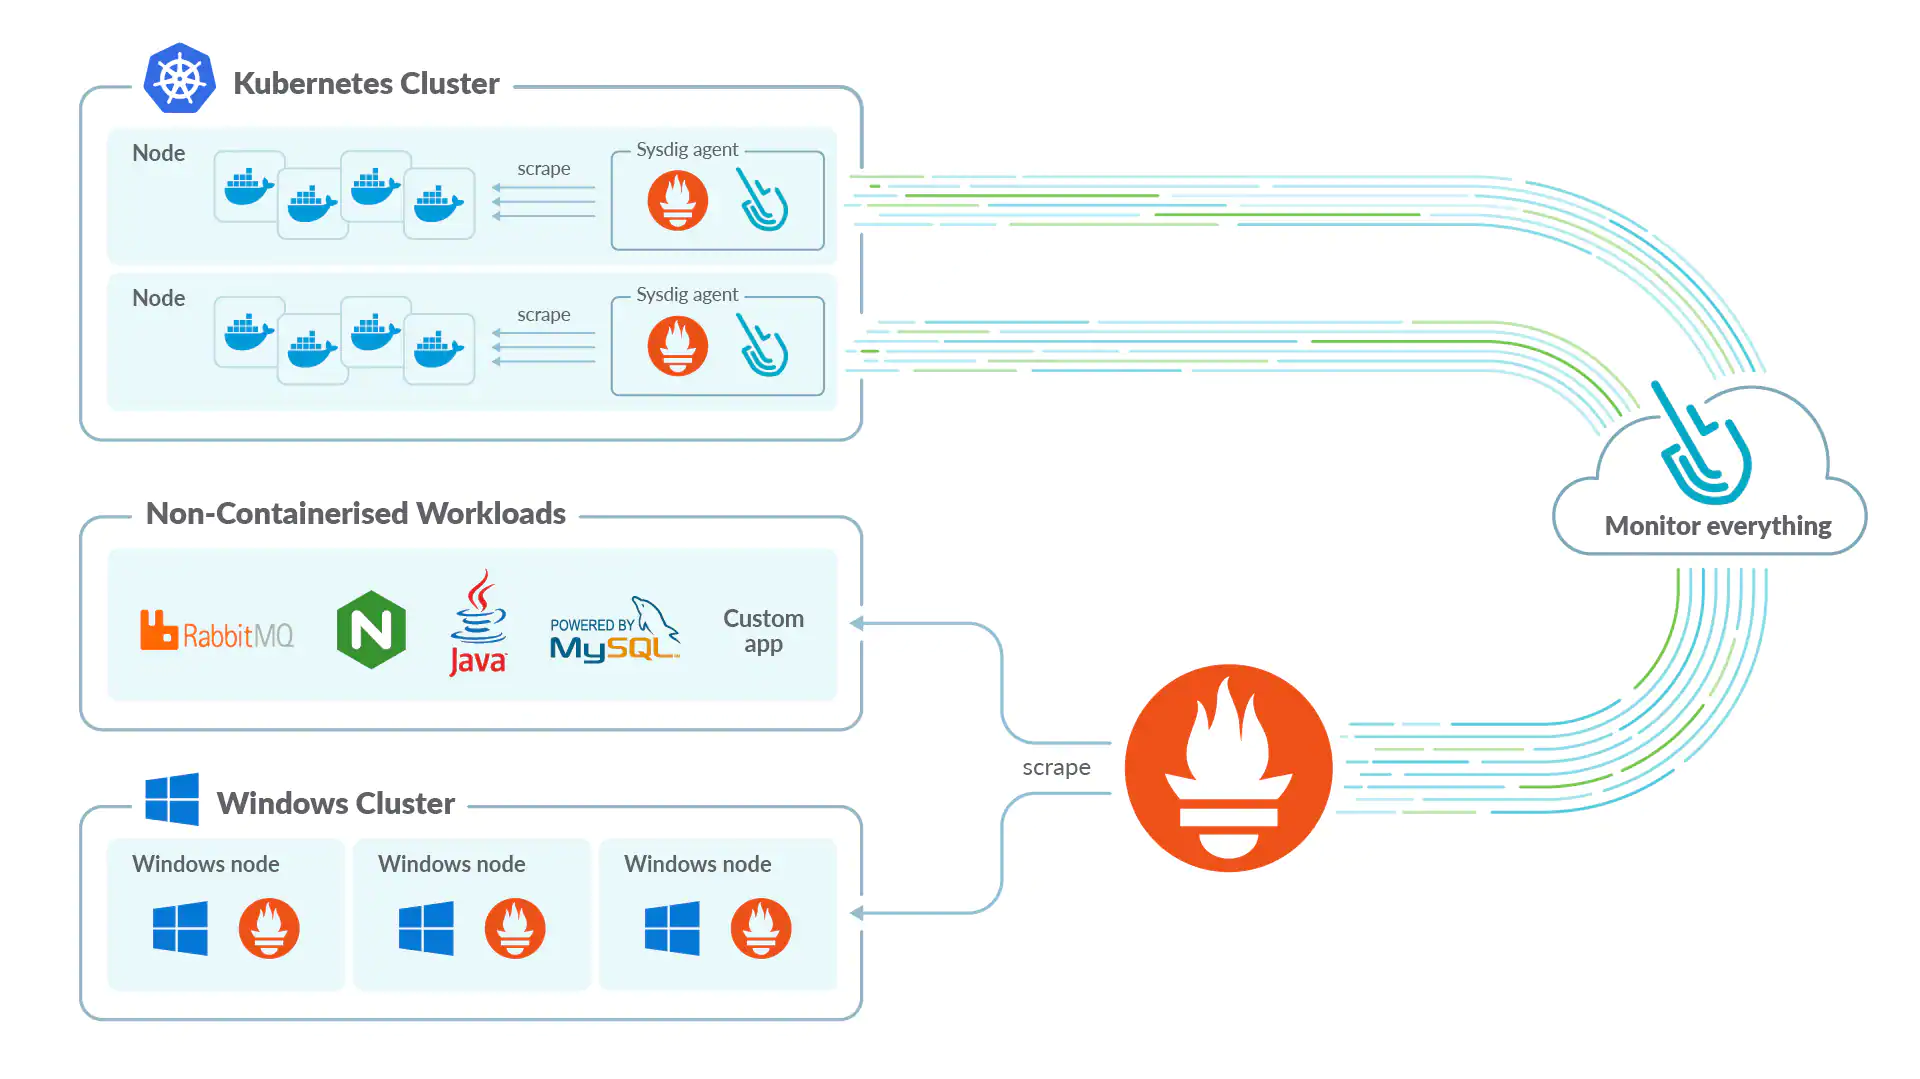 Kubernetes Cluster
Node
scrape
Sysdig agent
Node
scrape
Sysdig agent
Monitor everything
Non-Containerised Workloads
RabbitMQ
N
Java
POWERED BY
MySQL
Custom
app
scrape
Windows Cluster
Windows node
Windows node
Windows node